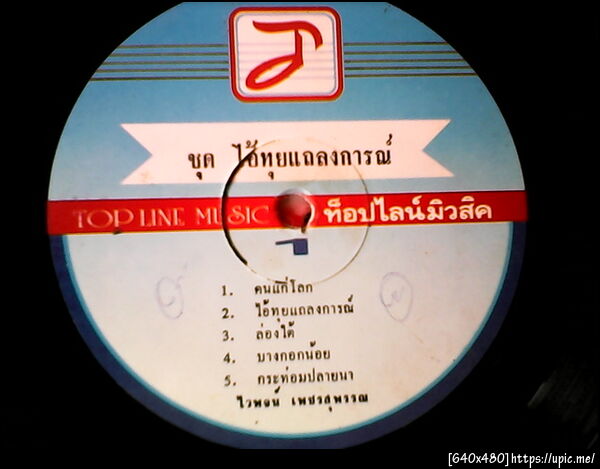 ชุด ไอ้ทุยแถลงการณ์
TOP LINE MUSIC ท็อปไลน์มิวสิค
1. คนแก่โลก
2. ไอ้ทุยแถลงการณ์
3. ล่องใต้
4. บางกอกน้อย
5. กระท่อมปลายนา
ไวพจน์ เพชรสุพรรณ
[640x480]https://upic.me/